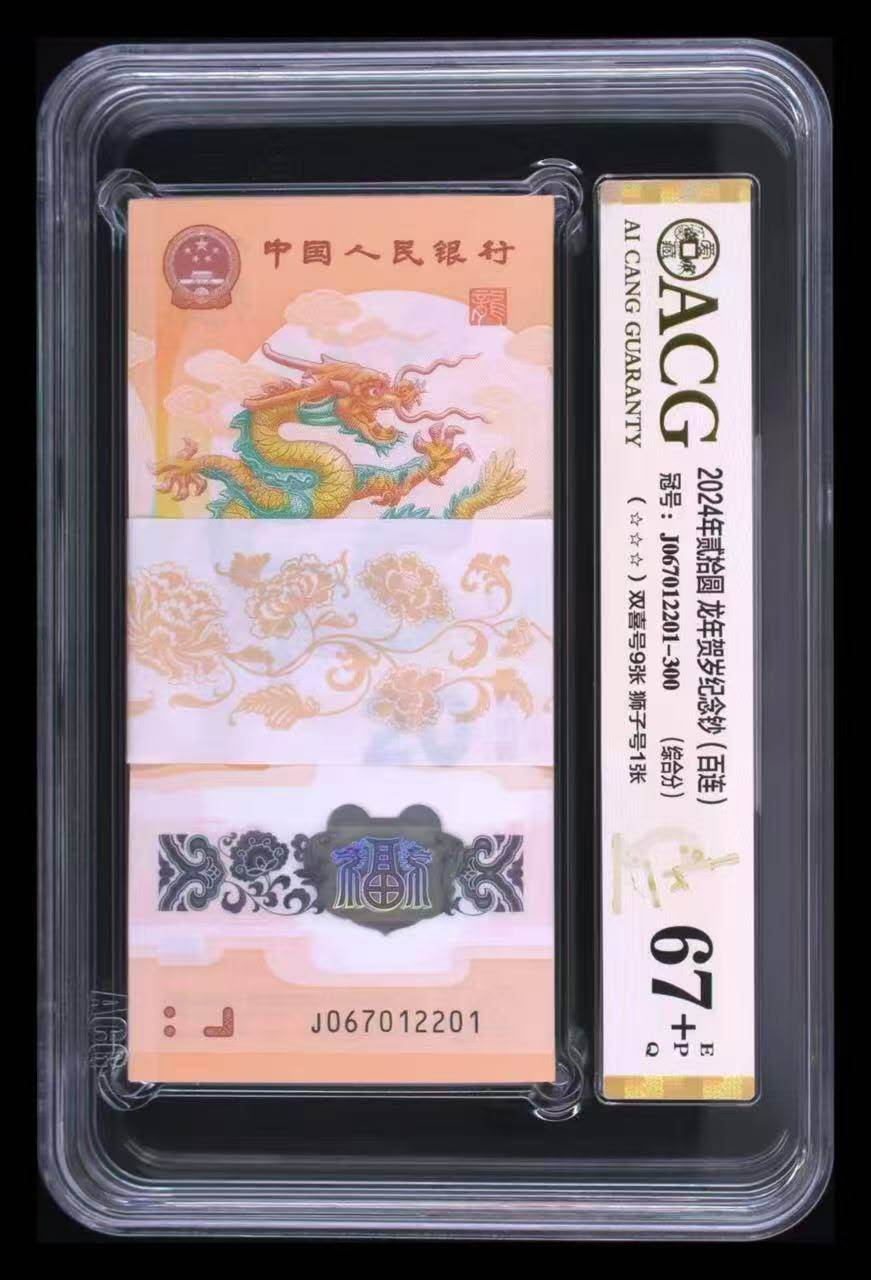 中国人民银行
龍
福
J067012201
ACG
AI CANG GUARANTY
2024年贰拾圆 龙年贺岁纪念钞（百连）
冠号：J067012201-300 （综合分）
（☆☆☆）双喜号9张 狮子号1张
67+
E
P
Q
ACG